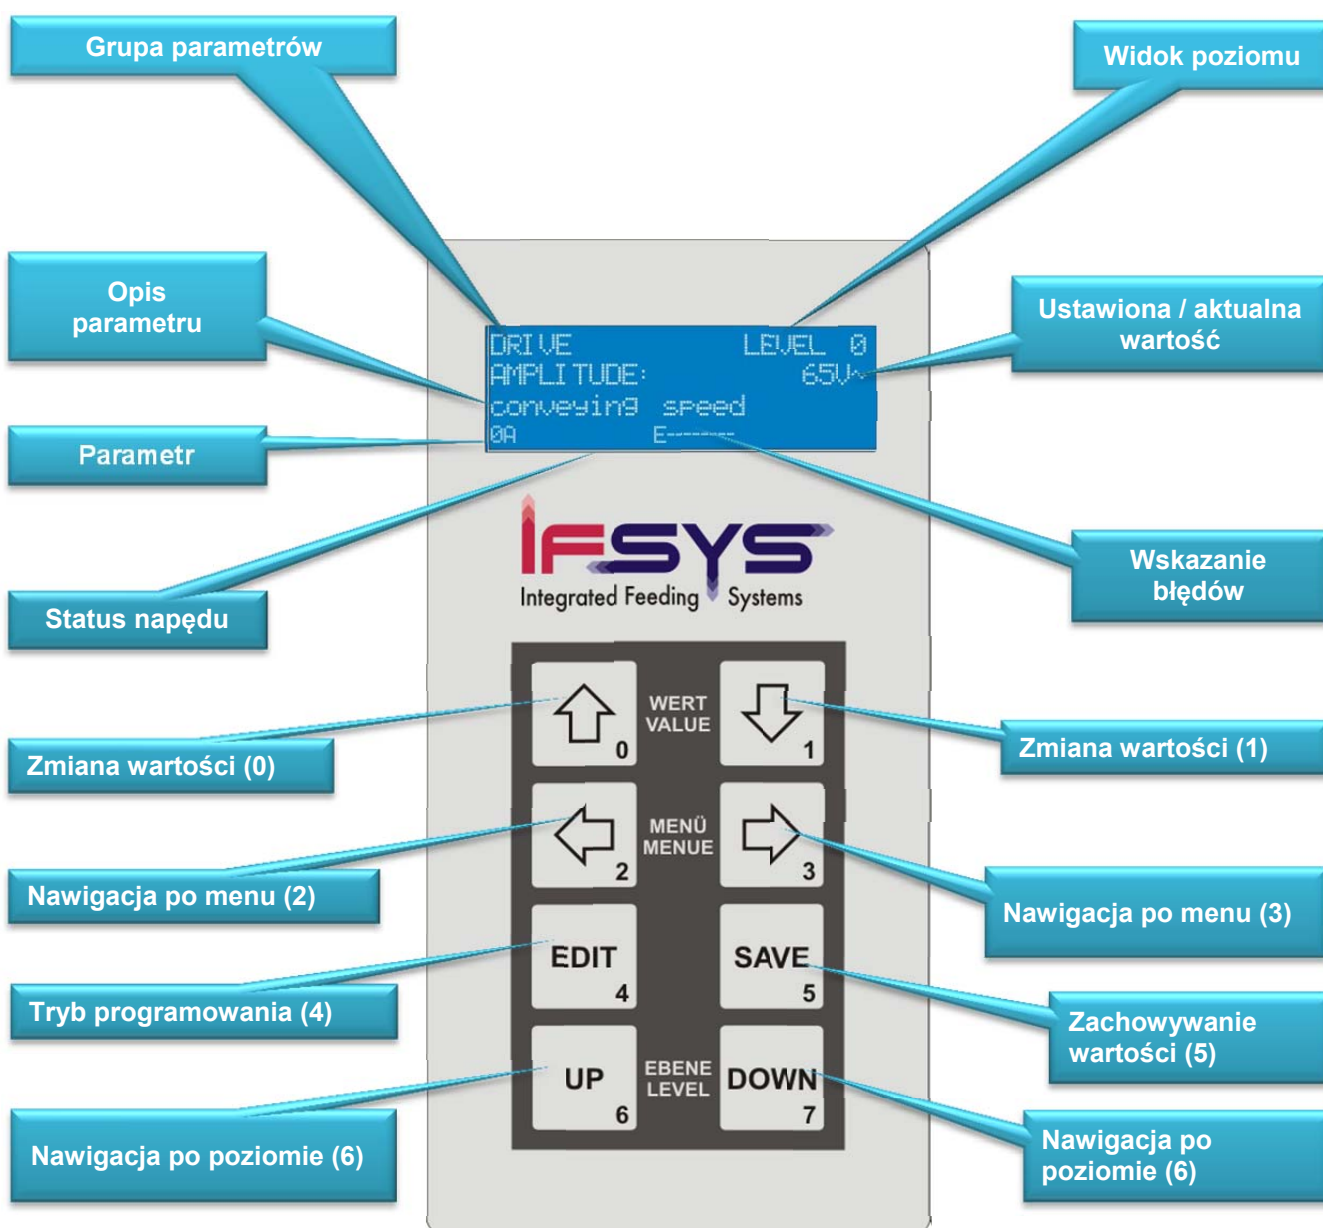 Grupa parametrów
Widok poziomu
Opis
parametru
Ustawiona / aktualna
wartość
DRIVE LEVEL 0
AMPLITUDE: 65V~
conveying speed
0A E-------
Parametr
IFSYS
Integrated Feeding Systems
Wskazanie
błędów
Status napędu
0
WERT
VALUE
1
Zmiana wartości (0)
Zmiana wartości (1)
2
MENÜ
MENUE
3
Nawigacja po menu (2)
Nawigacja po menu (3)
EDIT
4
SAVE
5
Tryb programowania (4)
Zachowywanie
wartości (5)
UP
6
EBENE
LEVEL
DOWN
7
Nawigacja po poziomie (6)
Nawigacja po
poziomie (6)